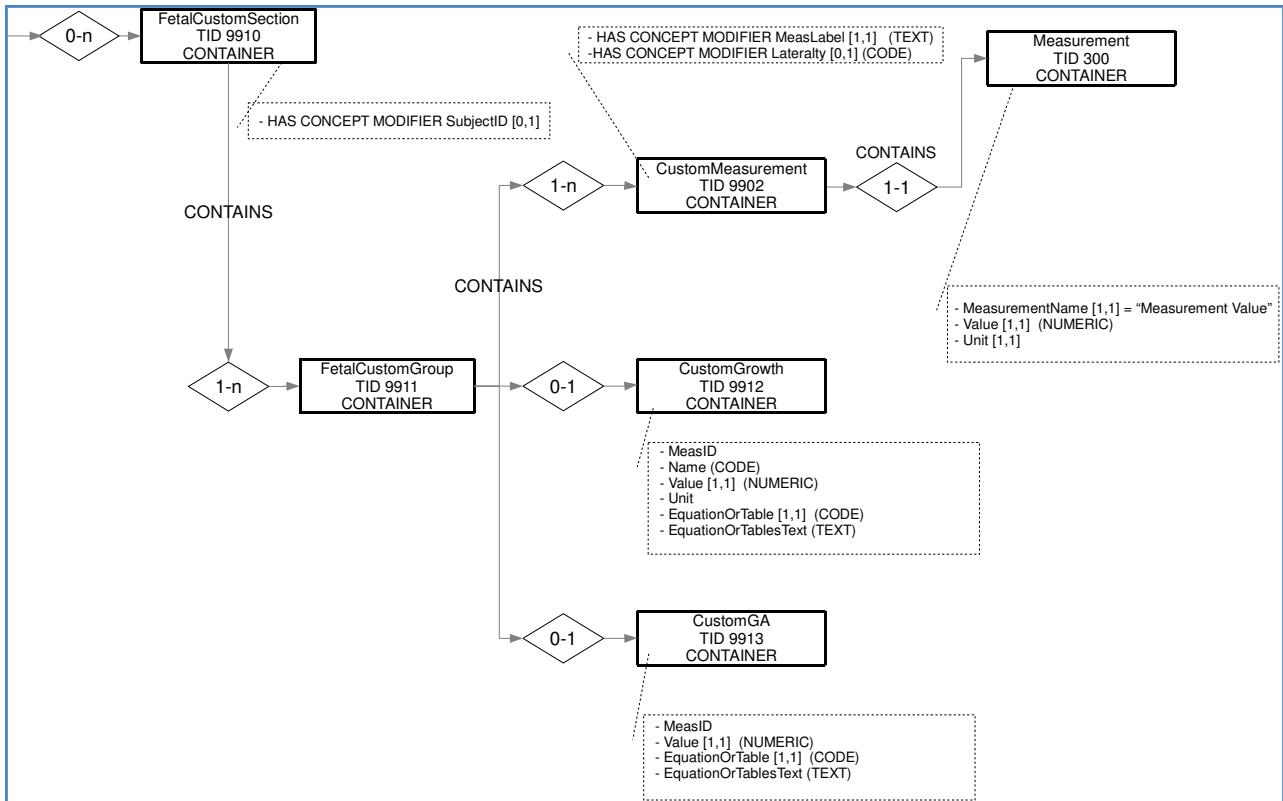 0-n
FetalCustomSection
TID 9910
CONTAINER
- HAS CONCEPT MODIFIER MeasLabel [1,1] (TEXT)
-HAS CONCEPT MODIFIER Lateralty [0,1] (CODE)
Measurement
TID 300
CONTAINER
- HAS CONCEPT MODIFIER SubjectID [0,1]
CONTAINS
1-n
CustomMeasurement
TID 9902
CONTAINER
CONTAINS
1-1
CONTAINS
- MeasurementName [1,1] = “Measurement Value”
- Value [1,1] (NUMERIC)
- Unit [1,1]
1-n
FetalCustomGroup
TID 9911
CONTAINER
0-1
CustomGrowth
TID 9912
CONTAINER
- MeasID
- Name (CODE)
- Value [1,1] (NUMERIC)
- Unit
- EquationOrTable [1,1] (CODE)
- EquationOrTablesText (TEXT)
0-1
CustomGA
TID 9913
CONTAINER
- MeasID
- Value [1,1] (NUMERIC)
- EquationOrTable [1,1] (CODE)
- EquationOrTablesText (TEXT)